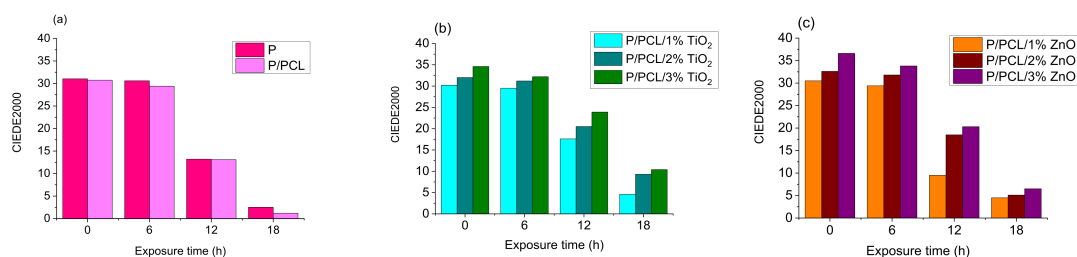 (a)
P
P/PCL
40
35
30
25
20
15
10
5
0
CIEDE2000
0 6 12 18
Exposure time (h)
(b)
P/PCL/1% TiO2
P/PCL/2% TiO2
P/PCL/3% TiO2
40
35
30
25
20
15
10
5
0
CIEDE2000
0 6 12 18
Exposure time (h)
(c)
P/PCL/1% ZnO
P/PCL/2% ZnO
P/PCL/3% ZnO
40
35
30
25
20
15
10
5
0
CIEDE2000
0 6 12 18
Exposure time (h)